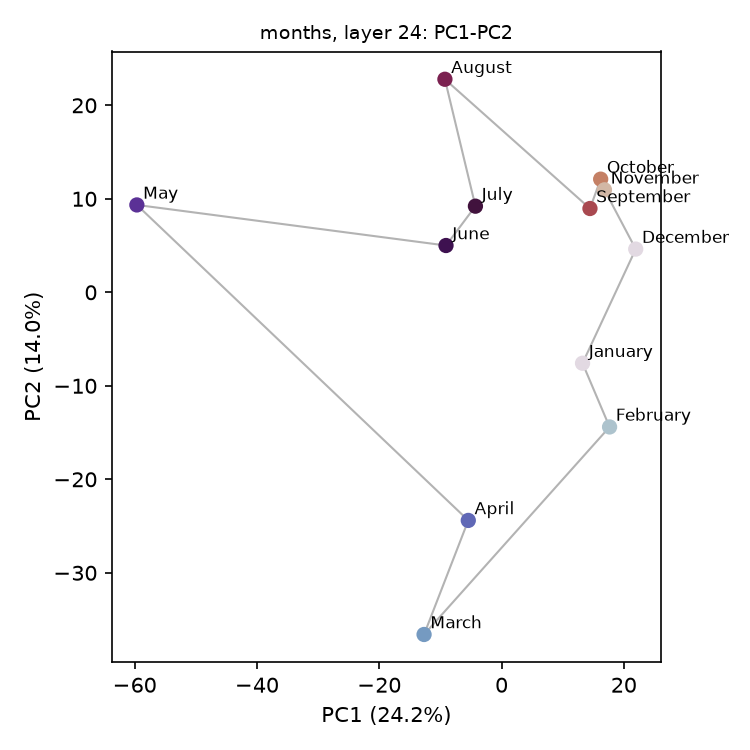 months, layer 24: PC1-PC2
August
20
October
November
May
July
September
10
June
December
0
January
−10
February
−20
April
−30
March
−60
−40
−20
0
20
PC1 (24.2%)
PC2 (14.0%)